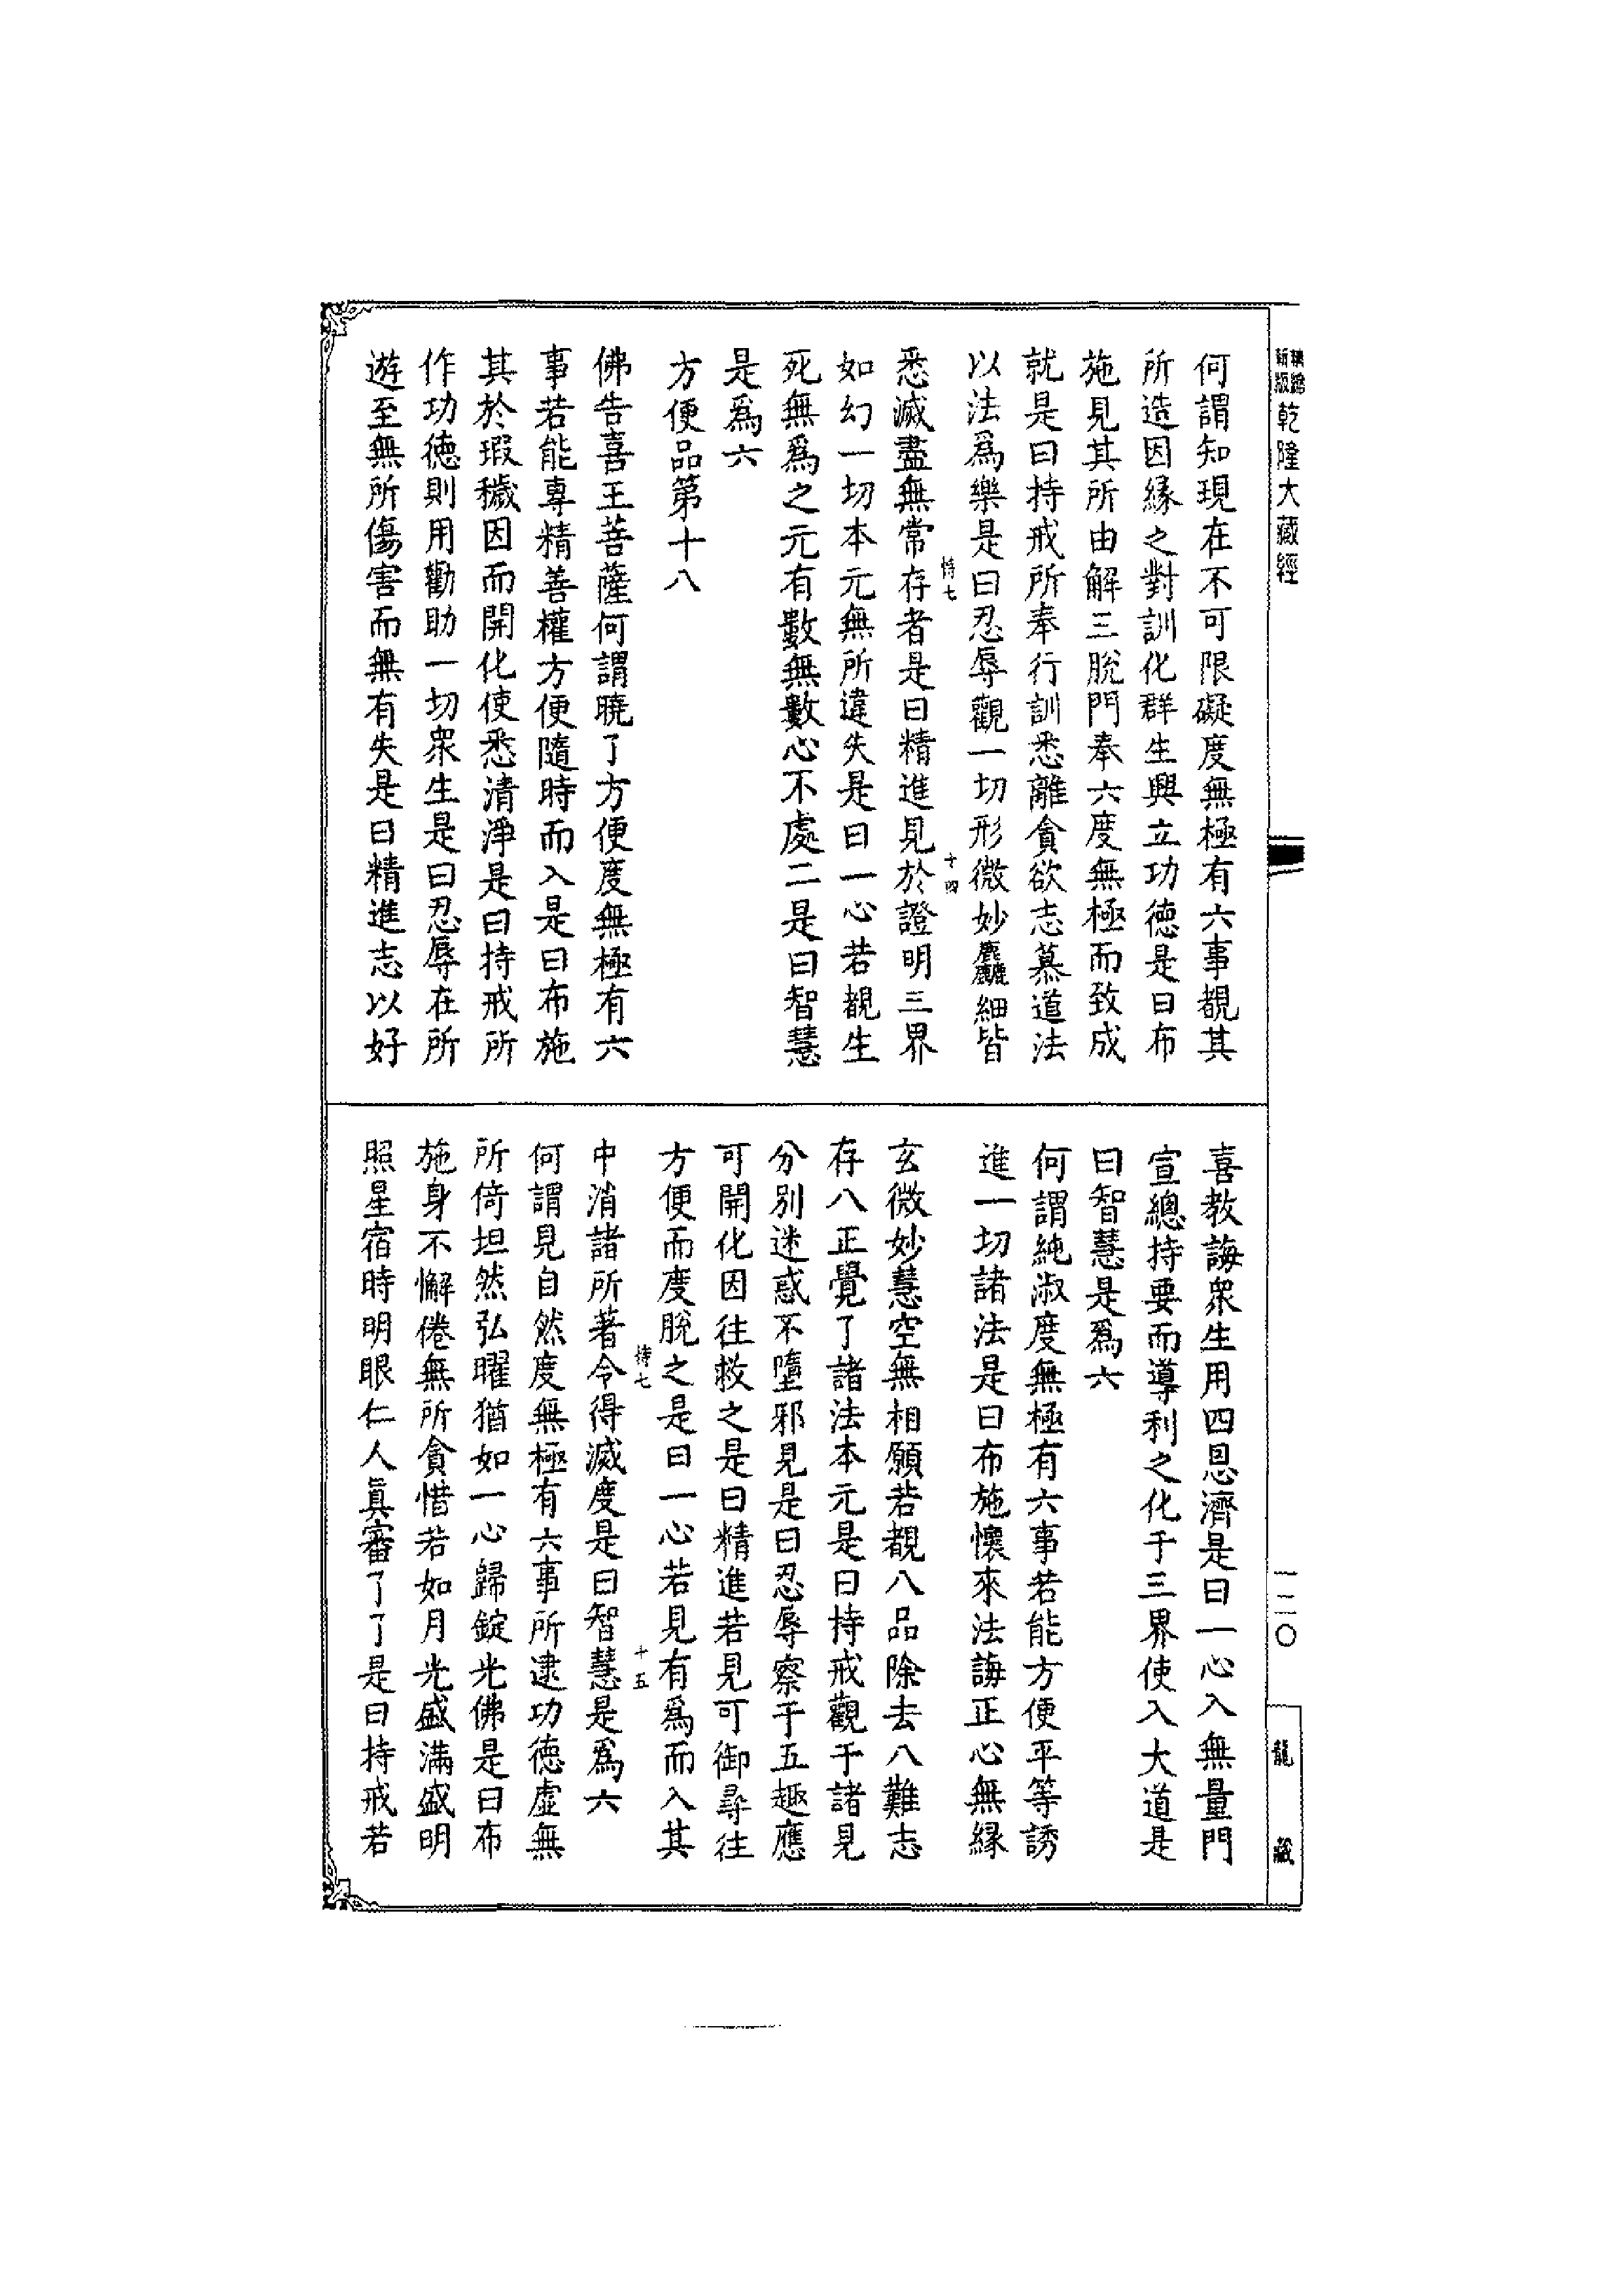 乾隆大藏經
何謂知現在不可限礙度無極有六事覩其
所造因緣之對訓化群生興立功德是曰布
施見其所由解三脫門奉六度無極而致成
就是曰持戒所奉行訓悉離貪欲志慕道法
以法爲樂是曰忍辱觀一切形微妙麤細皆
悉滅盡無常存者是曰精進見於證明三界
如幻一切本元無所違失是曰一心若覩生
死無爲之元有數無數心不處二是曰智慧
是爲六
方便品第十八
佛告喜王菩薩何謂曉了方便度無極有六
事若能專精善權方便隨時而入是曰布施
其於瑕穢因而開化使悉清淨是曰持戒所
作功德則用勸助一切衆生是曰忍辱在所
遊至無所傷害而無有失是曰精進志以好
喜教誨衆生用四恩濟是曰一心入無量門
宣總持要而導利之化于三界使入大道是
曰智慧是爲六
何謂純淑度無極有六事若能方便平等誘
進一切諸法是曰布施懷來法誨正心無緣
玄微妙慧空無相願若覩八品除去八難志
存八正覺了諸法本元是曰持戒觀于諸見
分別迷惑不墮邪見是曰忍辱察于五趣應
可開化因往救之是曰精進若見可御尋往
方便而度脫之是曰一心若見有爲而入其
中消諸所著令得滅度是曰智慧是爲六
何謂見自然度無極有六事所逮功德虛無
所倚坦然弘曜猶如一心歸錠光佛是曰布
施身不懈倦無所貪惜若如月光盛滿盛明
照星宿時明眼仁人眞審了了是曰持戒若
一二〇
龍藏
十四
十五